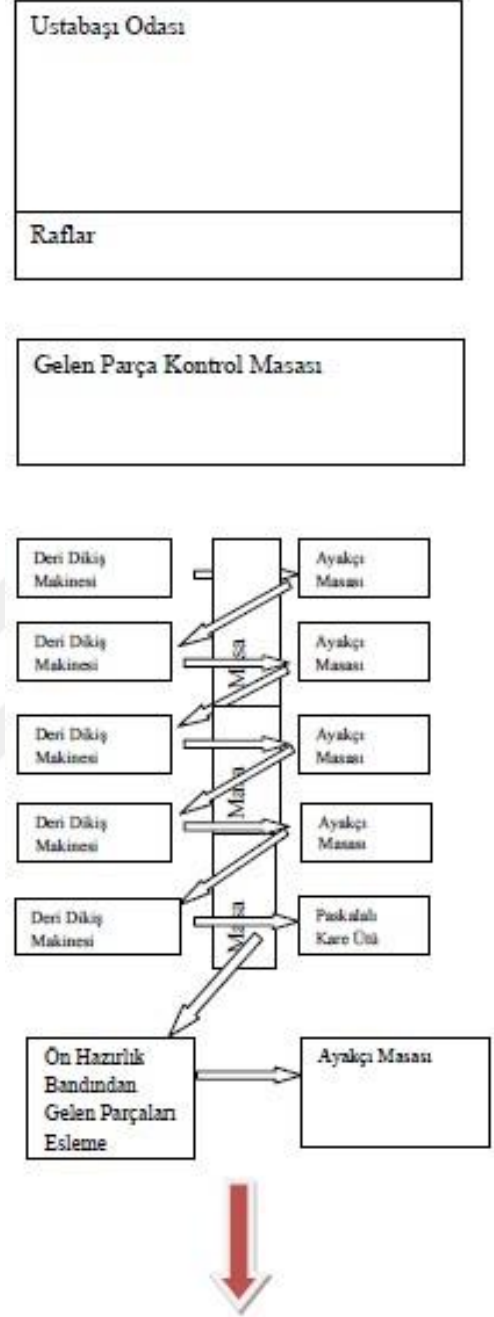 Ustabaşı Odası
Raflar
Gelen Parça Kontrol Masası
Deri Dikiş
Makinesi
Masa
Ayakçı
Masası
Deri Dikiş
Makinesi
Ayakçı
Masası
Deri Dikiş
Makinesi
Masa
Ayakçı
Masası
Deri Dikiş
Makinesi
Ayakçı
Masası
Deri Dikiş
Makinesi
Masa
Paskalalı
Kare Ütü
Ön Hazırlık
Bandından
Gelen Parçaları
Esleme
Ayakçı Masası